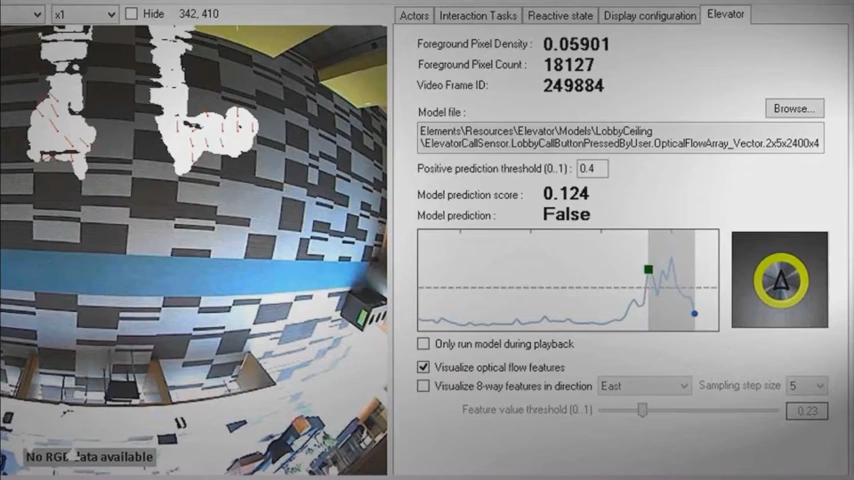 x1
Hide
342, 410
Actors
Interaction Tasks
Reactive state
Display configuration
Elevator
Foreground Pixel Density:
0.05901
Foreground Pixel Count:
18127
Video Frame ID:
249884
Model file:
Browse...
Elements\Resources\Elevator\Models\LobbyCeiling
\ElevatorCallSensor.LobbyCallButtonPressedByUser.OpticalFlowArray_Vector.2x5x2400x4
Positive prediction threshold (0..1):
0.4
Model prediction score:
0.124
Model prediction:
False
Only run model during playback
Visualize optical flow features
Visualize 8-way features in direction
East
Sampling step size
5
Feature value threshold (0..1)
0.23
No RGB data available